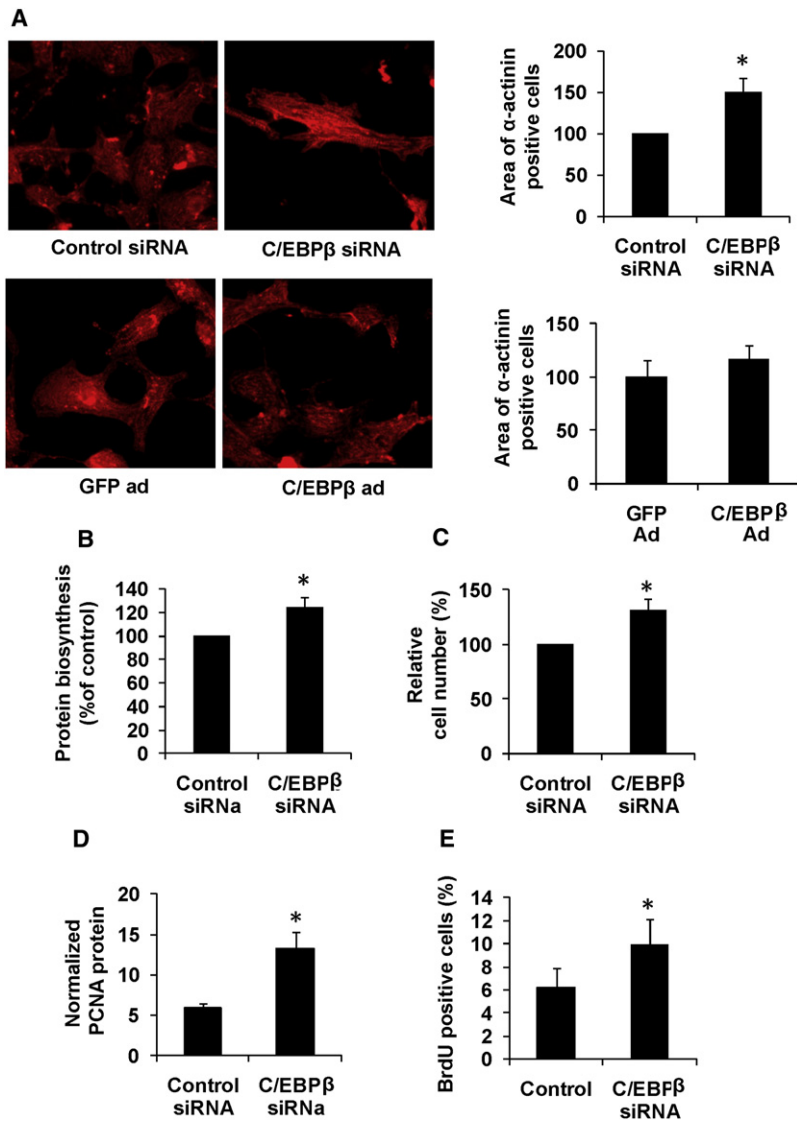 A
Control siRNA
C/EBPβ siRNA
Area of α-actinin
positive cells
200
150
100
50
0
*
Control
siRNA
C/EBPβ
siRNA
GFP ad
C/EBPβ ad
Area of α-actinin
positive cells
150
100
50
0
GFP
Ad
C/EBPβ
Ad
B
Protein biosynthesis
(%of control)
140
120
100
80
60
40
20
0
*
Control
siRNa
C/EBPβ
siRNA
C
Relative
cell number (%)
150
100
50
0
*
Control
siRNA
C/EBPβ
siRNA
D
Normalized
PCNA protein
20
15
10
5
0
*
Control
siRNA
C/EBPβ
siRNa
E
BrdU positive cells (%)
14
12
10
8
6
4
2
0
*
Control
C/EBPβ
siRNA